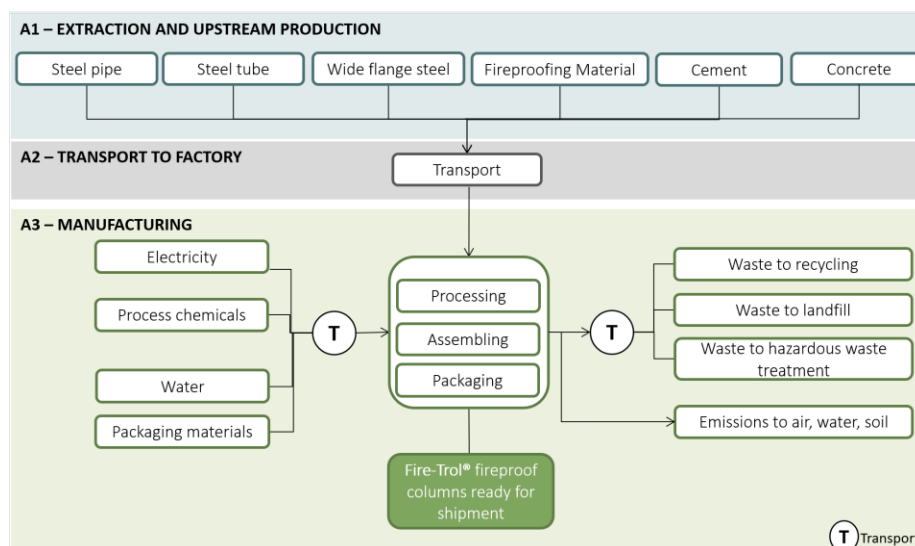 A1 – EXTRACTION AND UPSTREAM PRODUCTION
Steel pipe
Steel tube
Wide flange steel
Fireproofing Material
Cement
Concrete
A2 – TRANSPORT TO FACTORY
Transport
A3 – MANUFACTURING
Electricity
Process chemicals
Water
Packaging materials
T
Processing
Assembling
Packaging
T
Waste to recycling
Waste to landfill
Waste to hazardous waste
treatment
Emissions to air, water, soil
Fire-Trol® fireproof
columns ready for
shipment
T Transport